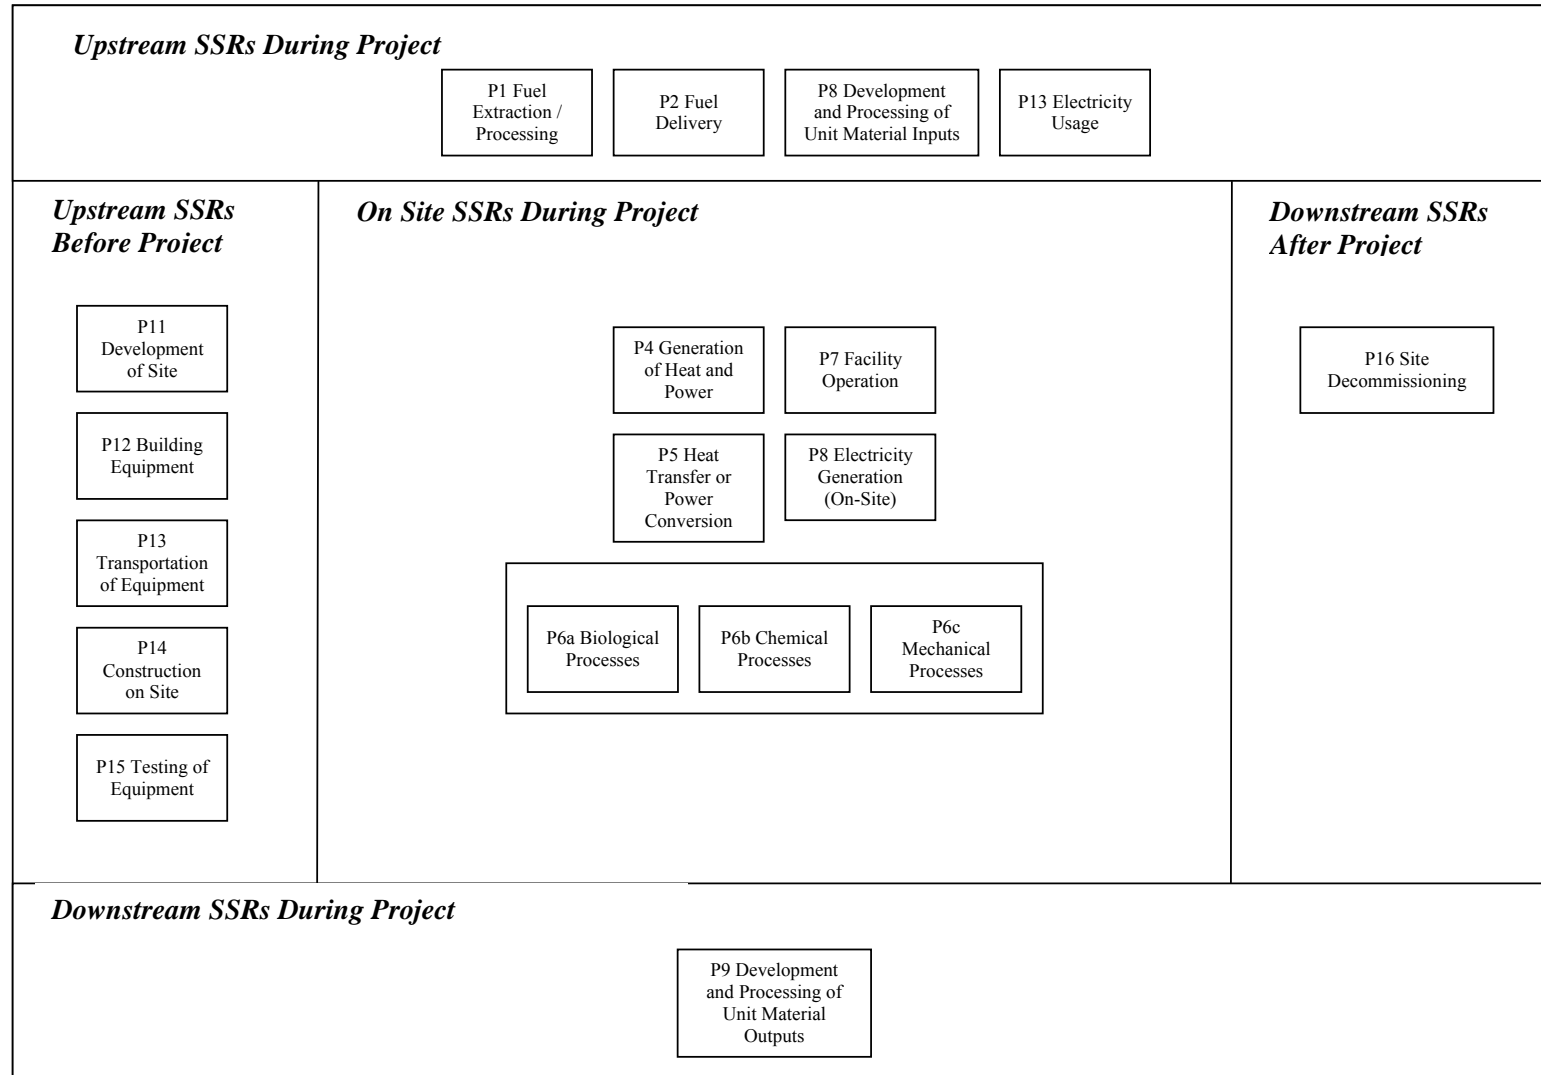 Upstream SSRs During Project
P1 Fuel
Extraction /
Processing
P2 Fuel
Delivery
P8 Development
and Processing of
Unit Material Inputs
P13 Electricity
Usage
Upstream SSRs
Before Project
P11
Development
of Site
P12 Building
Equipment
P13
Transportation
of Equipment
P14
Construction
on Site
P15 Testing of
Equipment
On Site SSRs During Project
P4 Generation
of Heat and
Power
P7 Facility
Operation
P5 Heat
Transfer or
Power
Conversion
P8 Electricity
Generation
(On-Site)
P6a Biological
Processes
P6b Chemical
Processes
P6c
Mechanical
Processes
Downstream SSRs
After Project
P16 Site
Decommissioning
Downstream SSRs During Project
P9 Development
and Processing of
Unit Material
Outputs